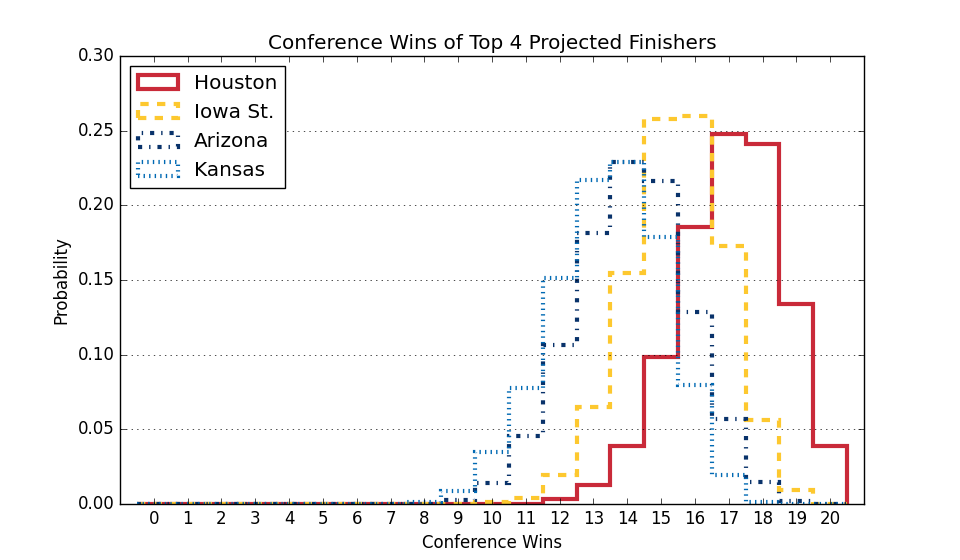 Conference Wins of Top 4 Projected Finishers
0.30
0.25
0.20
0.15
0.10
0.05
0.00
Probability
Houston
Iowa St.
Arizona
Kansas
0 1 2 3 4 5 6 7 8 9 10 11 12 13 14 15 16 17 18 19 20
Conference Wins